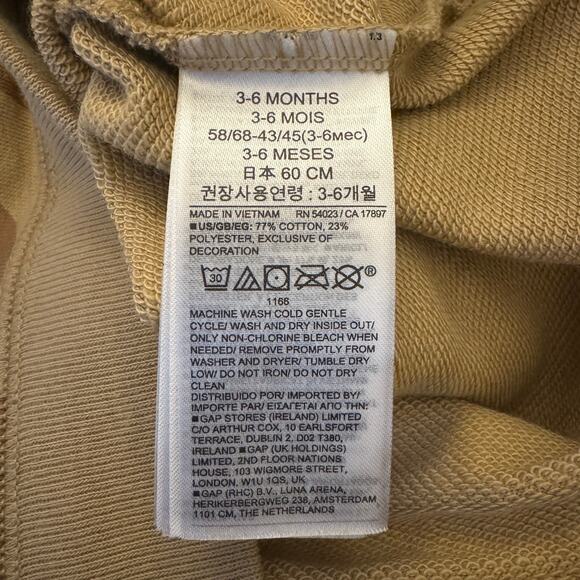 1.3
3-6 MONTHS
3-6 MOIS
58/68-43/45(3-6мес)
3-6 MESES
日本 60 CM
권장사용연령 : 3-6개월
MADE IN VIETNAM RN 54023 / CA 17897
■US/GB/EG: 77% COTTON, 23%
POLYESTER, EXCLUSIVE OF
DECORATION
30
®
1166
MACHINE WASH COLD GENTLE
CYCLE/ WASH AND DRY INSIDE OUT/
ONLY NON-CHLORINE BLEACH WHEN
NEEDED/ REMOVE PROMPTLY FROM
WASHER AND DRYER/ TUMBLE DRY
LOW/ DO NOT IRON/ DO NOT DRY
CLEAN
DISTRIBUIDO POR/ IMPORTED BY/
IMPORTE PAR/ ΕΙΣΑΓΕΤΑΙ ΑΠΟ ΤΗΝ:
■GAP STORES (IRELAND) LIMITED
C/O ARTHUR COX, 10 EARLSFORT
TERRACE, DUBLIN 2, D02 T380,
IRELAND ■GAP (UK HOLDINGS)
LIMITED, 2ND FLOOR NATIONS
HOUSE, 103 WIGMORE STREET,
LONDON, W1U 1QS, UK
■GAP (RHC) B.V., LUNA ARENA,
HERIKERBERGWEG 238, AMSTERDAM
1101 CM, THE NETHERLANDS